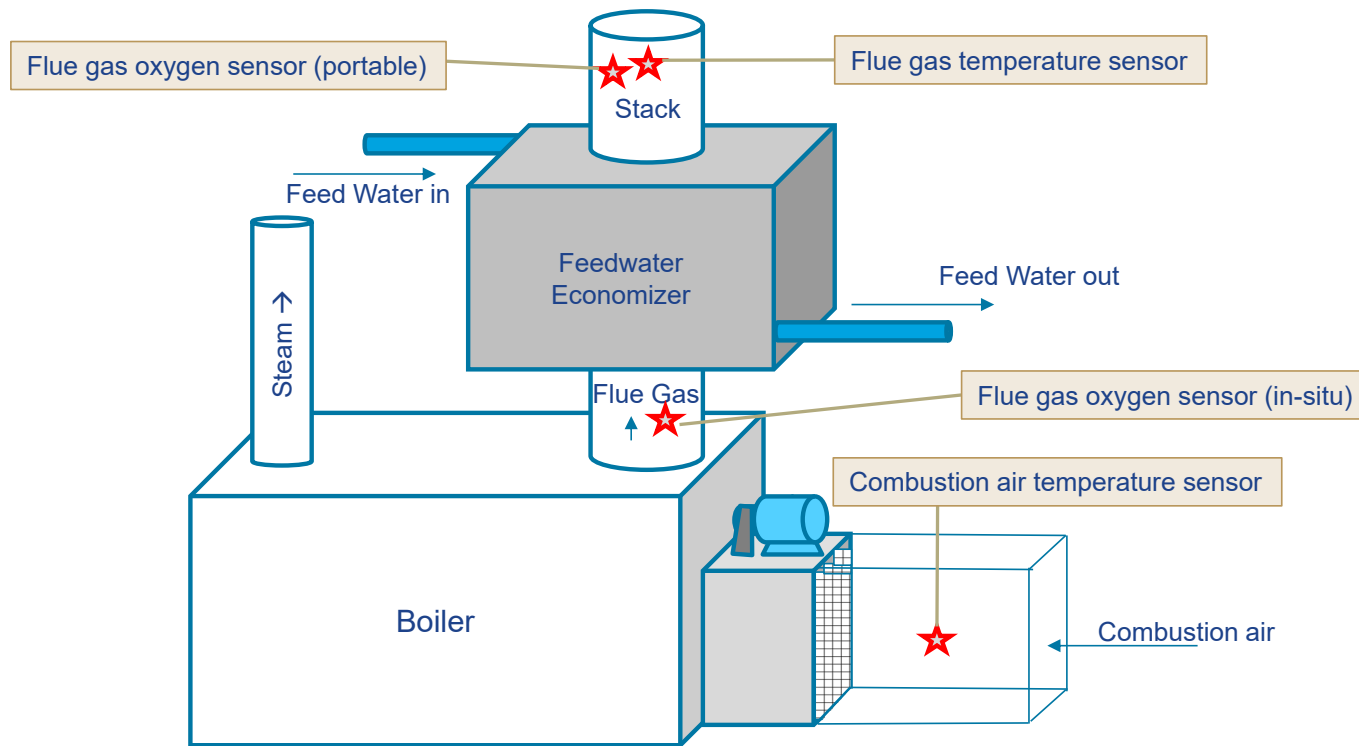 Flue gas oxygen sensor (portable)
Flue gas temperature sensor
Stack
Feed Water in
Feedwater
Economizer
Feed Water out
Steam →
Flue Gas
Flue gas oxygen sensor (in-situ)
Combustion air temperature sensor
Boiler
Combustion air